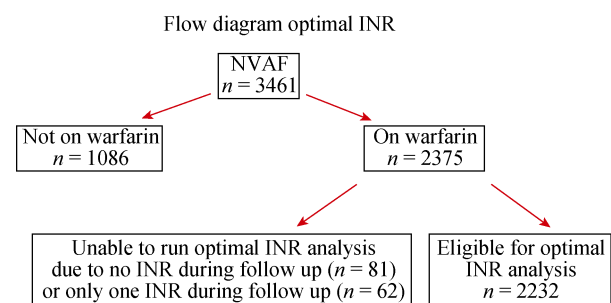 Flow diagram optimal INR
NVAF
n = 3461
Not on warfarin
n = 1086
On warfarin
n = 2375
Unable to run optimal INR analysis
due to no INR during follow up (n = 81)
or only one INR during follow up (n = 62)
Eligible for optimal
INR analysis
n = 2232